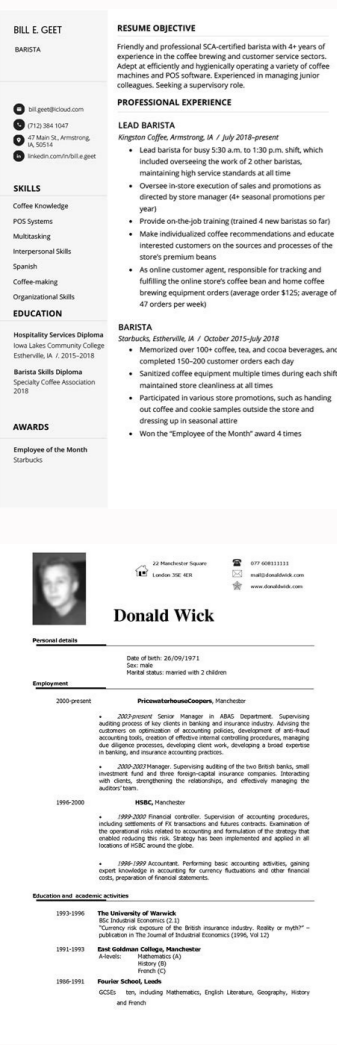 BILL E. GEET
BARISTA
bill.geet@icloud.com
(712) 384 1047
47 Main St., Armstrong,
IA, 50514
linkedin.com/in/bill.e.geet
SKILLS
Coffee Knowledge
POS Systems
Multitasking
Interpersonal Skills
Spanish
Coffee-making
Organizational Skills
EDUCATION
Hospitality Services Diploma
Iowa Lakes Community College
Estherville, IA /. 2015–2018
Barista Skills Diploma
Specialty Coffee Association
2018
AWARDS
Employee of the Month
Starbucks
RESUME OBJECTIVE
Friendly and professional SCA-certified barista with 4+ years of
experience in the coffee brewing and customer service sectors.
Adept at efficiently and hygienically operating a variety of coffee
machines and POS software. Experienced in managing junior
colleagues. Seeking a supervisory role.
PROFESSIONAL EXPERIENCE
LEAD BARISTA
Kingston Coffee, Armstrong, IA / July 2018–present
• Lead barista for busy 5:30 a.m. to 1:30 p.m. shift, which
included overseeing the work of 2 other baristas,
maintaining high service standards at all time
• Oversee in-store execution of sales and promotions as
directed by store manager (4+ seasonal promotions per
year)
• Provide on-the-job training (trained 4 new baristas so far)
• Make individualized coffee recommendations and educate
interested customers on the sources and processes of the
store's premium beans
• As online customer agent, responsible for tracking and
fulfilling the online store's coffee bean and home coffee
brewing equipment orders (average order $125; average of
47 orders per week)
BARISTA
Starbucks, Estherville, IA / October 2015–July 2018
• Memorized over 100+ coffee, tea, and cocoa beverages, and
completed 150–200 customer orders each day
• Sanitized coffee equipment multiple times during each shift
maintained store cleanliness at all times
• Participated in various store promotions, such as handing
out coffee and cookie samples outside the store and
dressing up in seasonal attire
• Won the "Employee of the Month" award 4 times
22 Manchester Square
London 3SE 4ER
077 608111111
mail@donaldwick.com
www.donaldwick.com
Donald Wick
Personal details
Date of birth: 26/09/1971
Sex: male
Marital status: married with 2 children
Employment
2000-present PricewaterhouseCoopers, Manchester
• 2003-present Senior Manager in ABAS Department. Supervising
auditing process of key clients in banking and insurance industry. Advising the
customers on optimization of accounting policies, development of anti-fraud
accounting tools, creation of effective internal controlling procedures, managing
due diligence processes, developing client work, developing a broad expertise
in banking, and insurance accounting practices.
• 2000-2003 Manager. Supervising auditing of the two British banks, small
investment fund and three foreign-capital insurance companies. Interacting
with clients, strengthening the relationships, and effectively managing the
auditors' team.
1996-2000 HSBC, Manchester
• 1999-2000 Financial controller. Supervision of accounting procedures,
including settlements of FX transactions and futures contracts. Examination of
the operational risks related to accounting and formulation of the strategy that
enabled reducing this risk. Strategy has been implemented and applied in all
locations of HSBC around the globe.
• 1996-1999 Accountant. Performing basic accounting activities, gaining
expert knowledge in accounting for currency fluctuations and other financial
costs, preparation of financial statements.
Education and academic activities
1993-1996 The University of Warwick
BSc Industrial Economics (2.1)
"Currency risk exposure of the British insurance industry. Reality or myth?" –
publication in The Journal of Industrial Economics (1996, Vol 12)
1991-1993 East Goldman College, Manchester
A-levels: Mathematics (A)
History (B)
French (C)
1986-1991 Fourier School, Leeds
GCSEs ten, including Mathematics, English Literature, Geography, History
and French